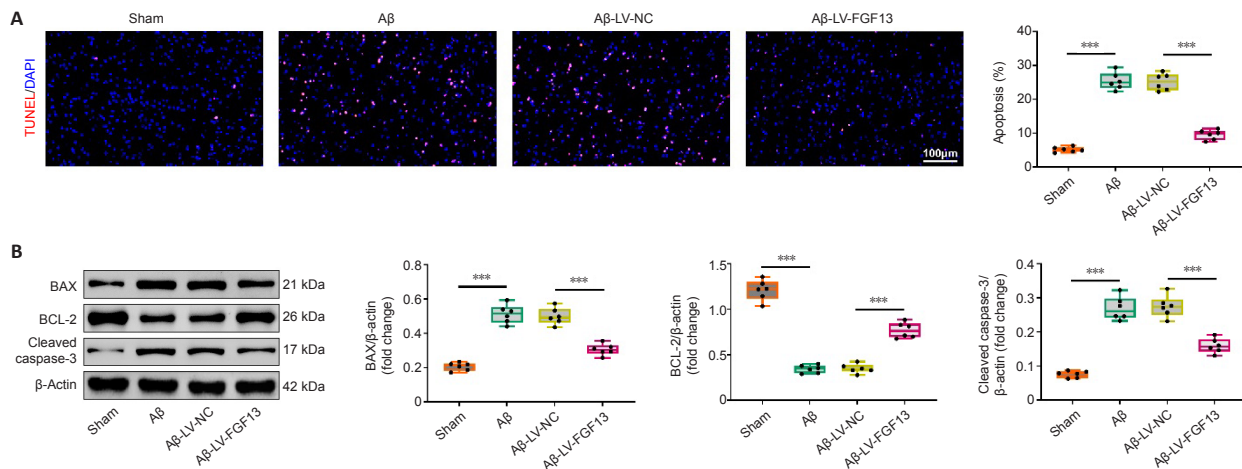 A
Sham
Aβ
Aβ-LV-NC
Aβ-LV-FGF13
TUNEL/DAPI
100μm
Apoptosis (%)
40
30
20
10
0
***
***
Sham
Aβ
Aβ-LV-NC
Aβ-LV-FGF13
B
BAX
21 kDa
BCL-2
26 kDa
Cleaved
caspase-3
17 kDa
β-Actin
42 kDa
Sham
Aβ
Aβ-LV-NC
Aβ-LV-FGF13
BAX/β-actin
(fold change)
0.8
0.6
0.4
0.2
0
***
***
Sham
Aβ
Aβ-LV-NC
Aβ-LV-FGF13
BCL-2/β-actin
(fold change)
1.5
1.0
0.5
0
***
***
Sham
Aβ
Aβ-LV-NC
Aβ-LV-FGF13
Cleaved caspase-3/
β-actin (fold change)
0.4
0.3
0.2
0.1
0
***
***
Sham
Aβ
Aβ-LV-NC
Aβ-LV-FGF13